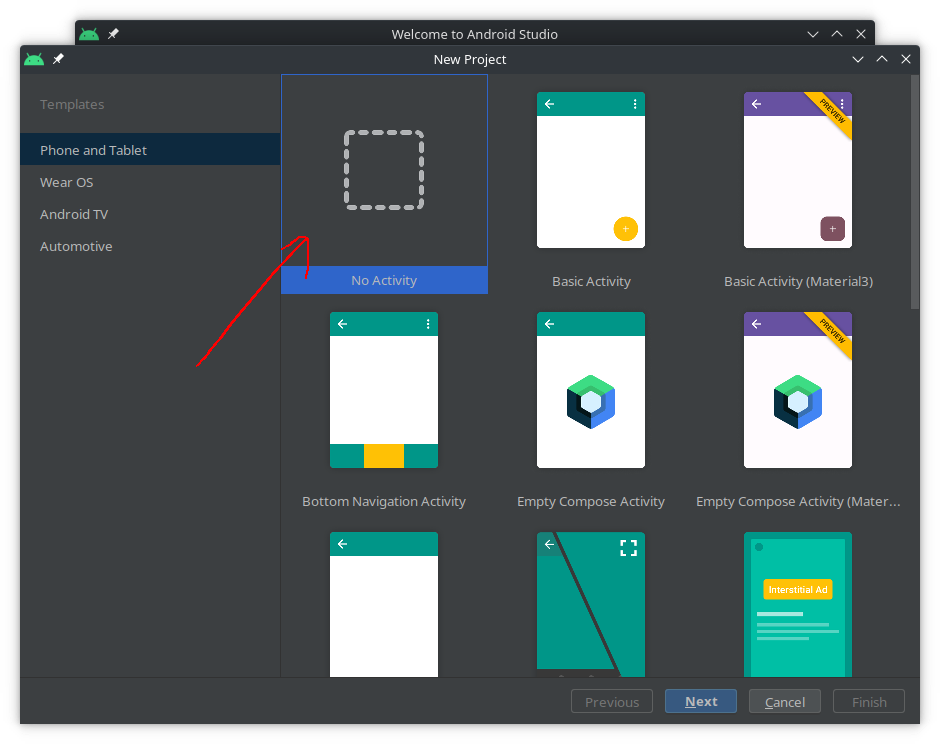 Welcome to Android Studio
New Project
Templates
Phone and Tablet
Wear OS
Android TV
Automotive
No Activity
Basic Activity
PREVIEW
Basic Activity (Material3)
Bottom Navigation Activity
Empty Compose Activity
PREVIEW
Empty Compose Activity (Mater...
Interstitial Ad
Previous
Next
Cancel
Finish